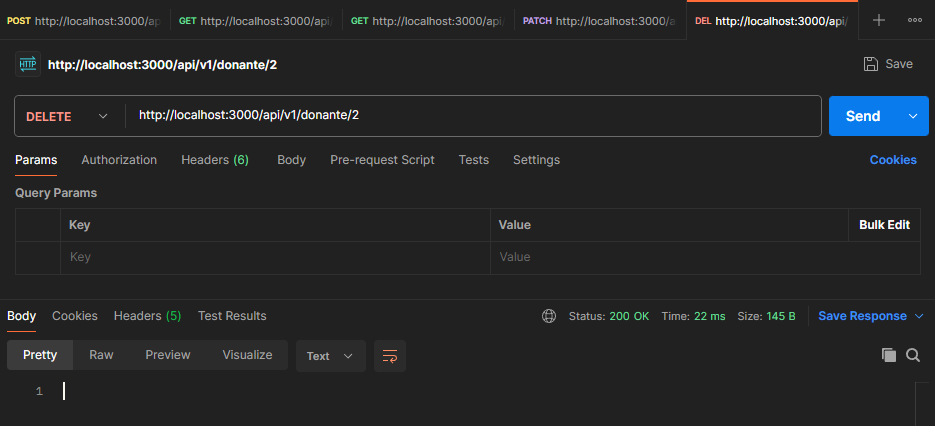 POST http://localhost:3000/ap GET http://localhost:3000/api/ GET http://localhost:3000/api/ PATCH http://localhost:3000/a DEL http://localhost:3000/api/
HTTP http://localhost:3000/api/v1/donante/2 Save
DELETE http://localhost:3000/api/v1/donante/2 Send
Params Authorization Headers (6) Body Pre-request Script Tests Settings Cookies
Query Params
Key Value Bulk Edit
Key Value
Body Cookies Headers (5) Test Results Status: 200 OK Time: 22 ms Size: 145 B Save Response
Pretty Raw Preview Visualize Text
1